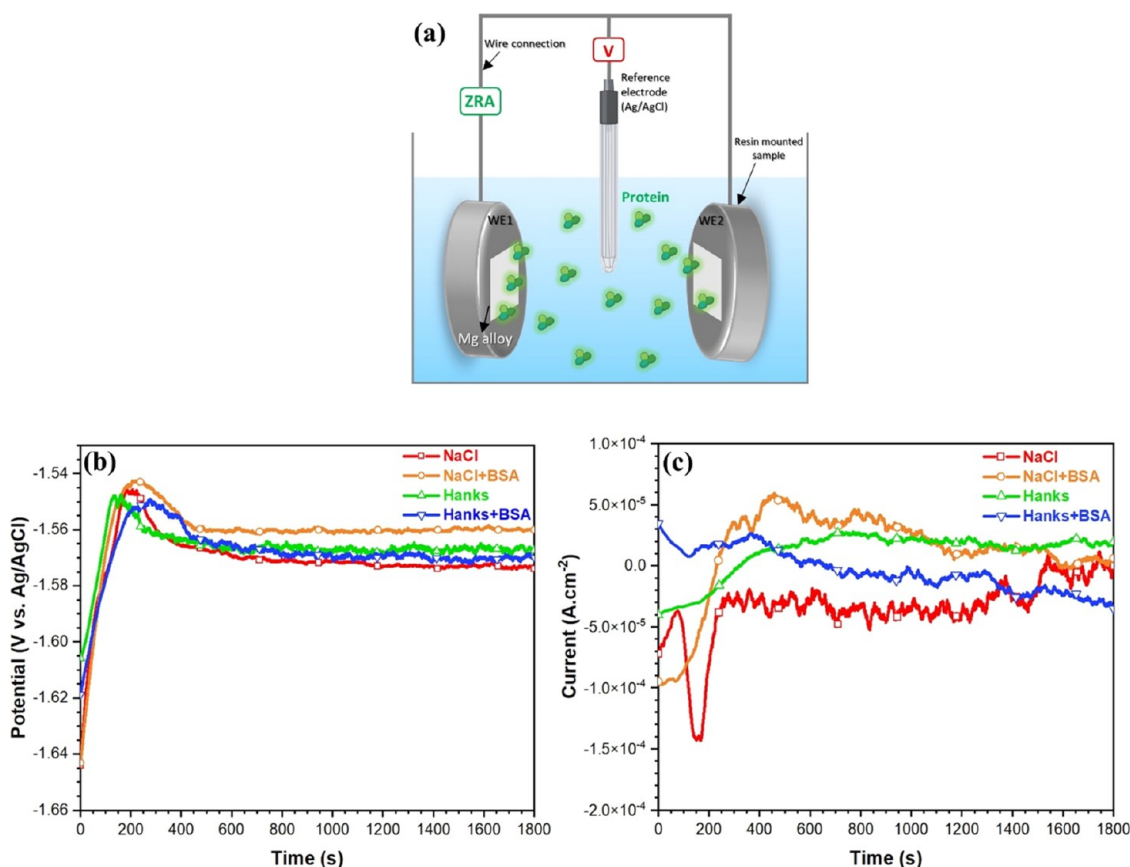 (a)
Wire connection
V
ZRA
Reference
electrode
(Ag/AgCl)
Resin mounted
sample
Protein
WE1
WE2
Mg alloy
(b)
NaCl
NaCl+BSA
Hanks
Hanks+BSA
-1.54
-1.56
-1.58
-1.60
-1.62
-1.64
-1.66
Potential (V vs. Ag/AgCl)
0 200 400 600 800 1000 1200 1400 1600 1800
Time (s)
(c)
NaCl
NaCl+BSA
Hanks
Hanks+BSA
1.0×10⁻⁴
5.0×10⁻⁵
0.0
-5.0×10⁻⁵
-1.0×10⁻⁴
-1.5×10⁻⁴
-2.0×10⁻⁴
Current (A.cm⁻²)
0 200 400 600 800 1000 1200 1400 1600 1800
Time (s)